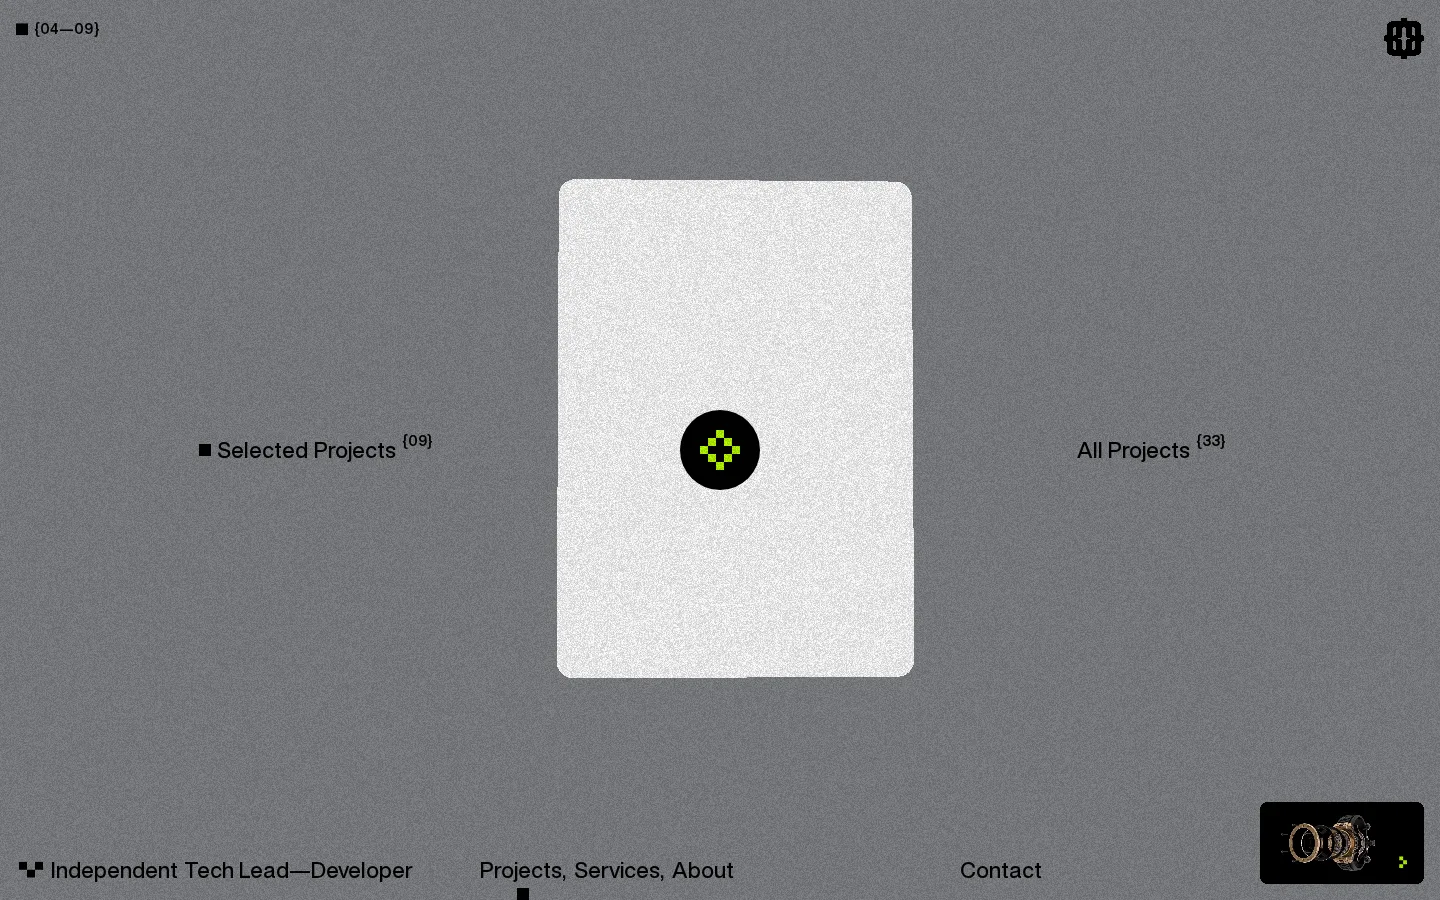 {04—09}
Selected Projects {09}
All Projects {33}
Independent Tech Lead—Developer
Projects, Services, About
Contact